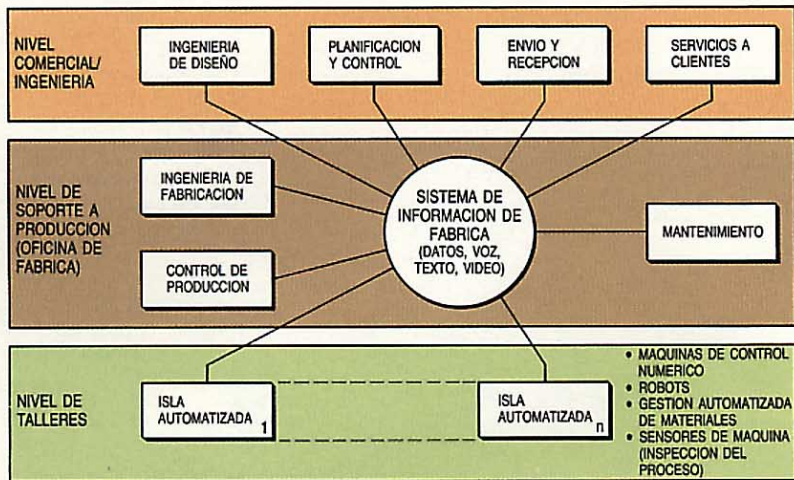 NIVEL
COMERCIAL/
INGENIERIA
INGENIERIA
DE DISEÑO
PLANIFICACION
Y CONTROL
ENVIO Y
RECEPCION
SERVICIOS A
CLIENTES
NIVEL DE
SOPORTE A
PRODUCCION
(OFICINA DE
FABRICA)
INGENIERIA DE
FABRICACION
CONTROL DE
PRODUCCION
SISTEMA DE
INFORMACION DE
FABRICA
(DATOS, VOZ,
TEXTO, VIDEO)
MANTENIMIENTO
NIVEL DE
TALLERES
ISLA
AUTOMATIZADA 1
ISLA
AUTOMATIZADA n
• MAQUINAS DE CONTROL
NUMERICO
• ROBOTS
• GESTION AUTOMATIZADA
DE MATERIALES
• SENSORES DE MAQUINA
(INSPECCION DEL
PROCESO)